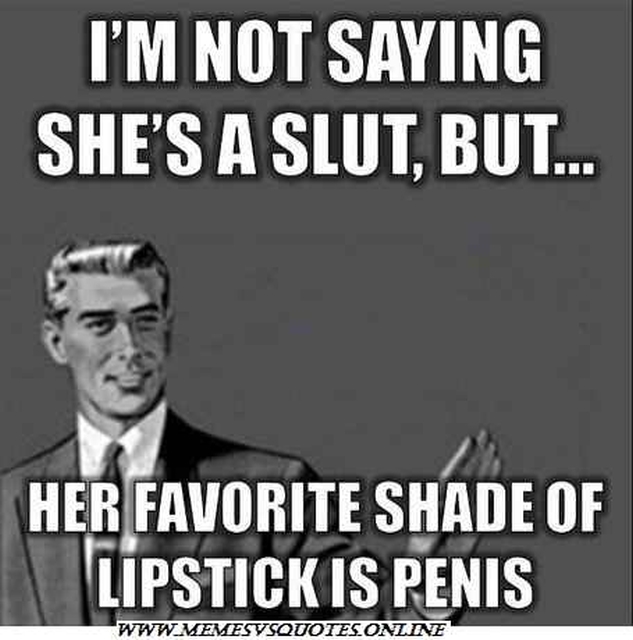 I'M NOT SAYING
SHE'S A SLUT, BUT...
HER FAVORITE SHADE OF
LIPSTICK IS PENIS
WWW.MEMESVSQUOTES.ONLINE